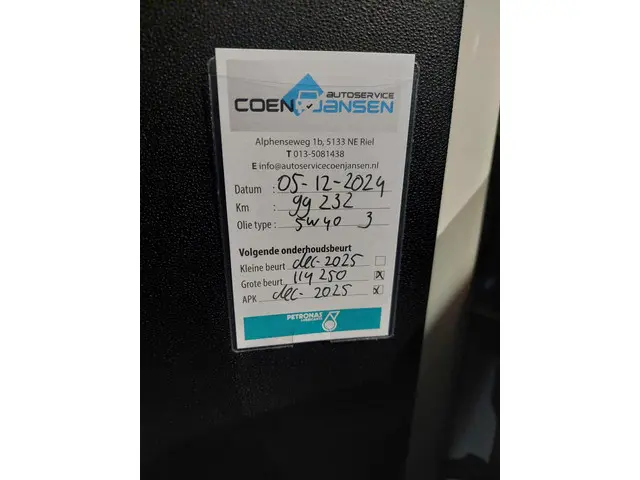 AUTOSERVICE
COEN JANSEN
Alphenseweg 1b, 5133 NE Riel
T 013-5081438
E info@autoservicecoenjansen.nl
Datum : 05-12-2024
Km : 99 232
Olie type : 5W40 3
Volgende onderhoudsbeurt
Kleine beurt dec-2025
Grote beurt 114 250 X
APK dec-2025
PETRONAS
LUBRICANTS